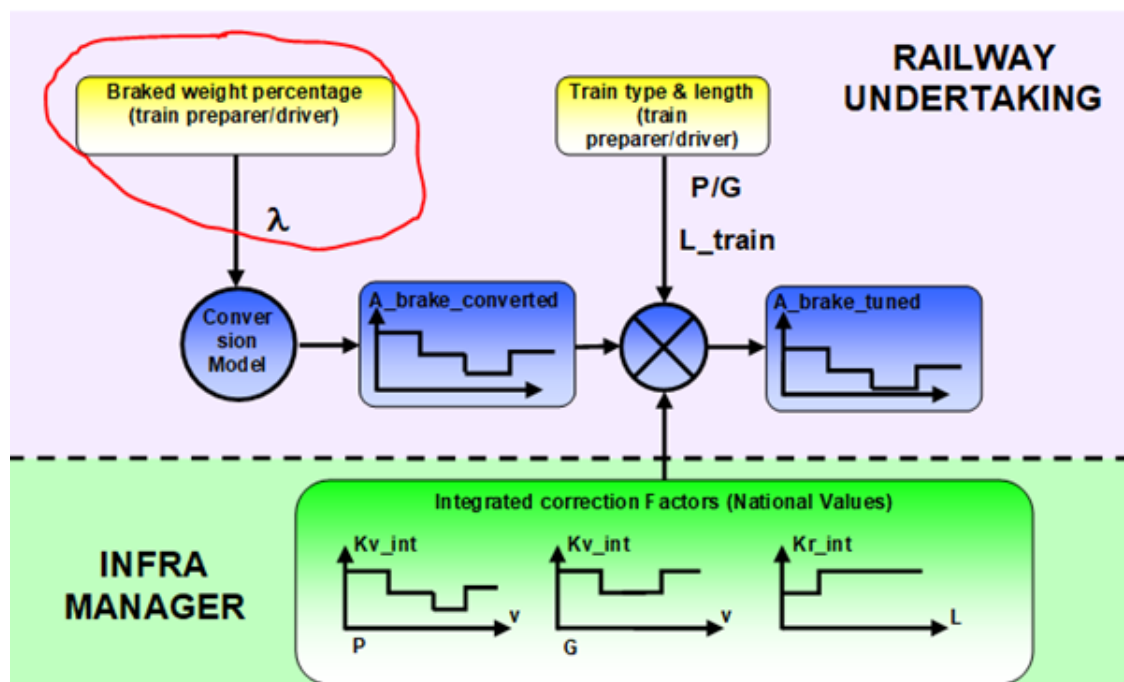 RAILWAY
UNDERTAKING
Braked weight percentage
(train preparer/driver)
Train type & length
(train
preparer/driver)
λ
P/G
L_train
Conver
sion
Model
A_brake_converted
A_brake_tuned
INFRA
MANAGER
Integrated correction Factors (National Values)
Kv_int
v
P
Kv_int
v
G
Kr_int
L